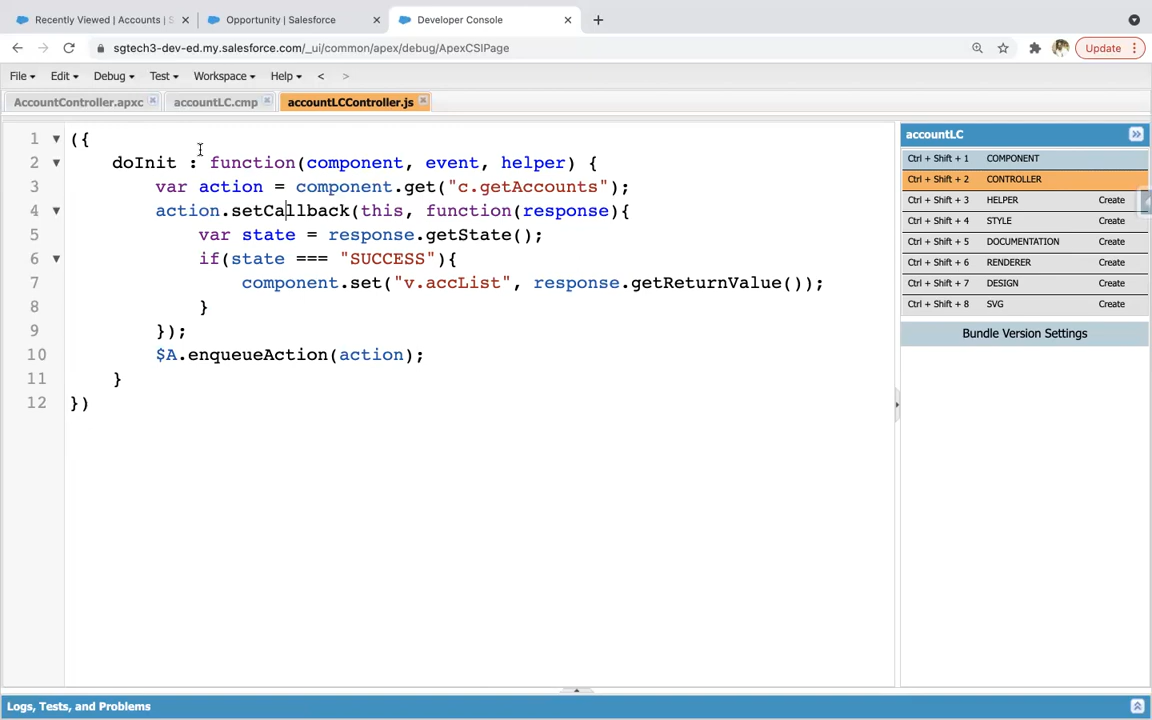 Recently Viewed | Accounts | S
Opportunity | Salesforce
Developer Console
sgtech3-dev-ed.my.salesforce.com/_ui/common/apex/debug/ApexCSIPage
Update
File Edit Debug Test Workspace Help < >
AccountController.apxc
accountLC.cmp
accountLCController.js
1 ({
2 doInit : function(component, event, helper) {
3 var action = component.get("c.getAccounts");
4 action.setCallback(this, function(response){
5 var state = response.getState();
6 if(state === "SUCCESS"){
7 component.set("v.accList", response.getReturnValue());
8 }
9 });
10 $A.enqueueAction(action);
11 }
12 })
accountLC
Ctrl + Shift + 1 COMPONENT
Ctrl + Shift + 2 CONTROLLER
Ctrl + Shift + 3 HELPER Create
Ctrl + Shift + 4 STYLE Create
Ctrl + Shift + 5 DOCUMENTATION Create
Ctrl + Shift + 6 RENDERER Create
Ctrl + Shift + 7 DESIGN Create
Ctrl + Shift + 8 SVG Create
Bundle Version Settings
Logs, Tests, and Problems